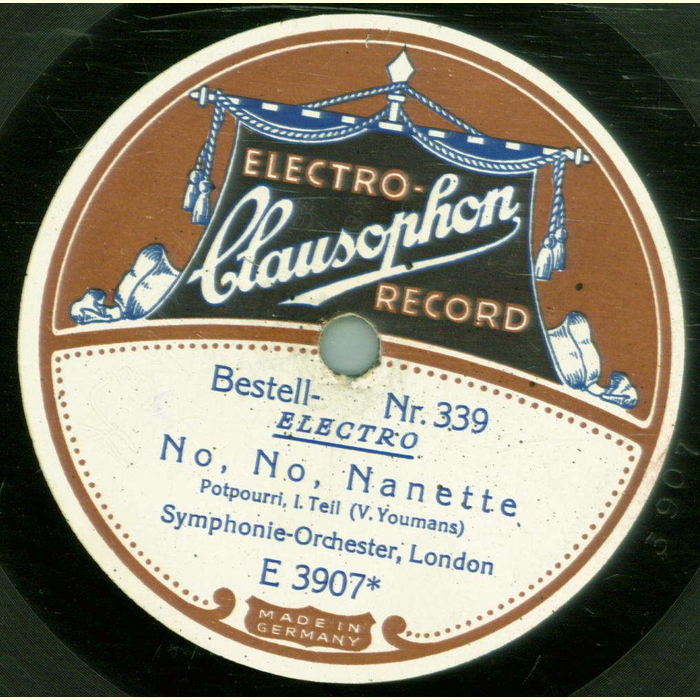 ELECTRO-
Clausophon
RECORD
Bestell- Nr. 339
ELECTRO
No, No, Nanette
Potpourri, I. Teil (V. Youmans)
Symphonie-Orchester, London
E 3907*
MADE IN
GERMANY
3907